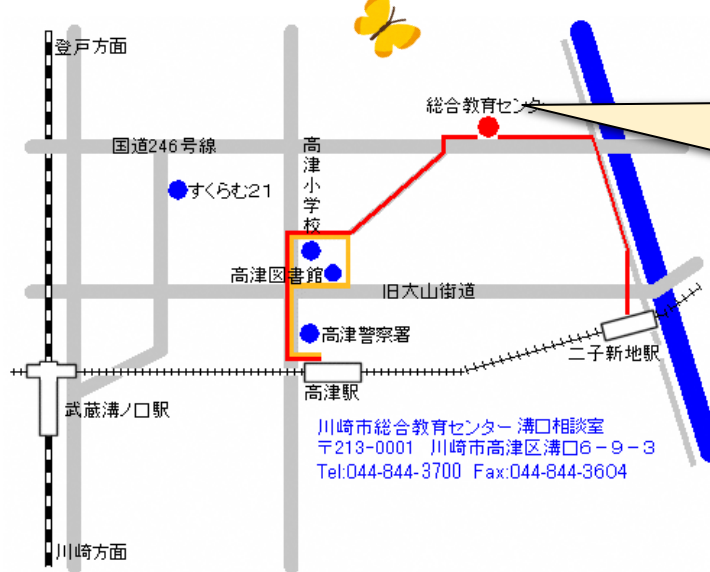 登戸方面
総合教育センター
国道246号線
高津小学校
すくらむ21
高津図書館
旧大山街道
高津警察署
二子新地駅
高津駅
武蔵溝ノ口駅
川崎市総合教育センター 溝口相談室
〒213-0001 川崎市高津区溝口6-9-3
Tel:044-844-3700 Fax:044-844-3604
川崎方面